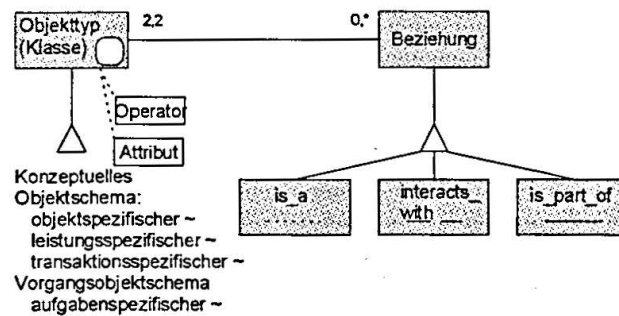 Objekttyp
(Klasse)
2,2
0,*
Beziehung
Operator
Attribut
Konzeptuelles
Objektschema:
objektspezifischer ~
leistungsspezifischer ~
transaktionsspezifischer ~
Vorgangsobjektschema
aufgabenspezifischer ~
is_a
interacts_
with
is_part_of